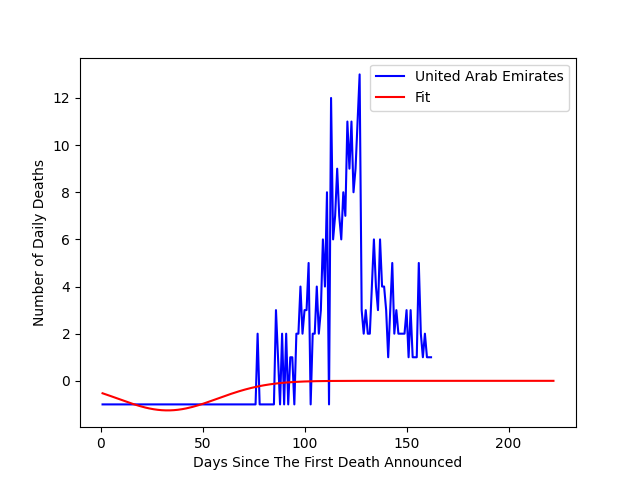 United Arab Emirates
Fit
Number of Daily Deaths
12
10
8
6
4
2
0
0 50 100 150 200
Days Since The First Death Announced